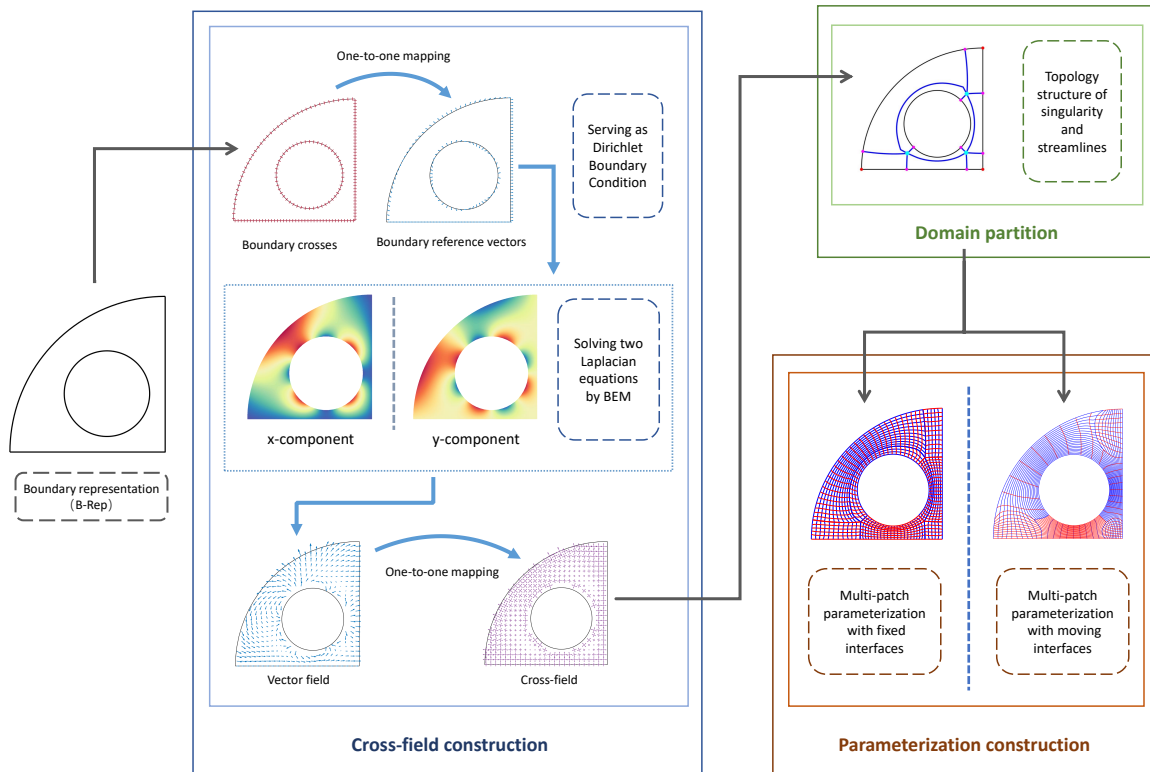 Boundary representation
(B-Rep)
One-to-one mapping
Boundary crosses
Boundary reference vectors
Serving as
Dirichlet
Boundary
Condition
x-component
y-component
Solving two
Laplacian
equations
by BEM
One-to-one mapping
Vector field
Cross-field
Cross-field construction
Topology
structure of
singularity
and
streamlines
Domain partition
Multi-patch
parameterization
with fixed
interfaces
Multi-patch
parameterization
with moving
interfaces
Parameterization construction